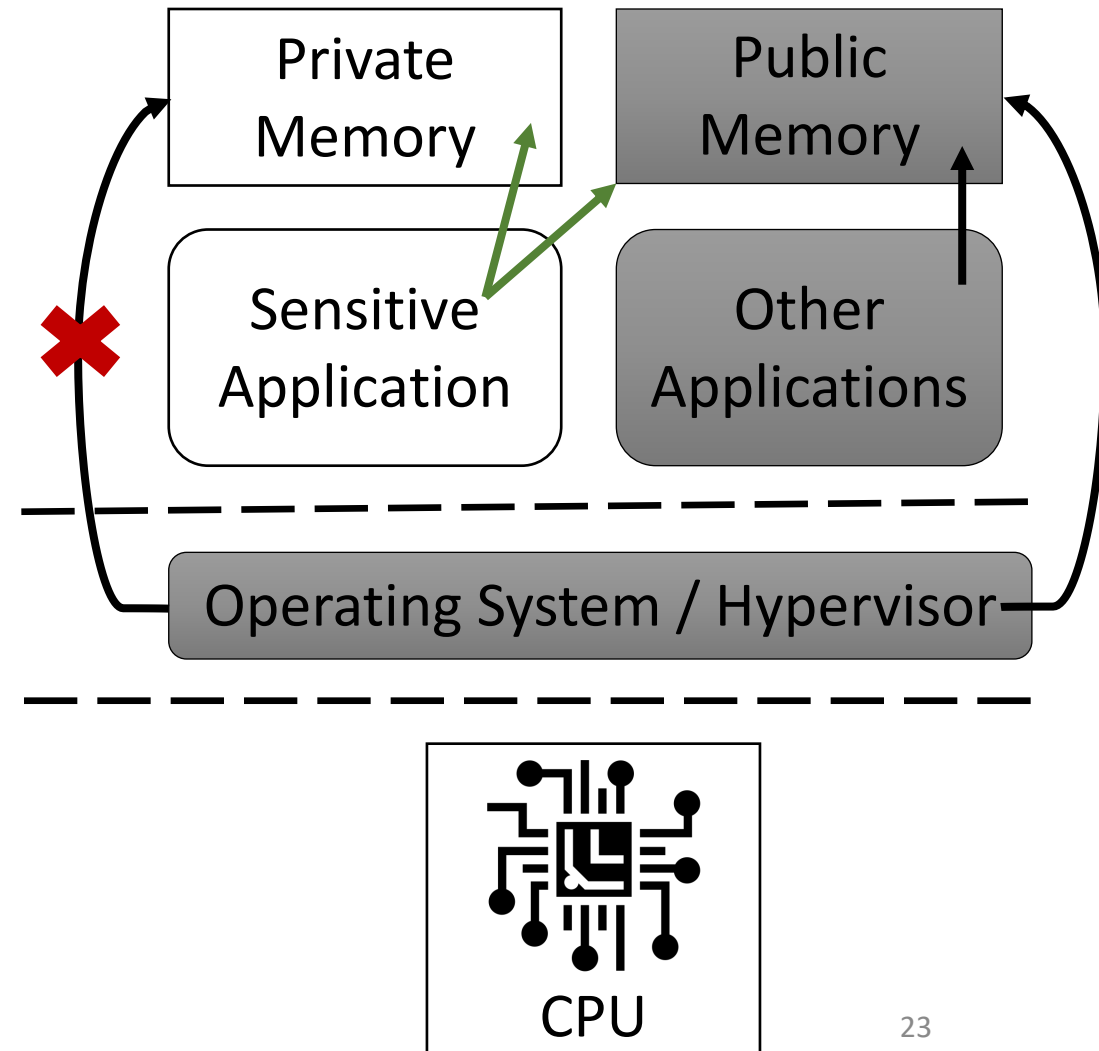 Private
Memory
Public
Memory
Sensitive
Application
Other
Applications
Operating System / Hypervisor
CPU
23